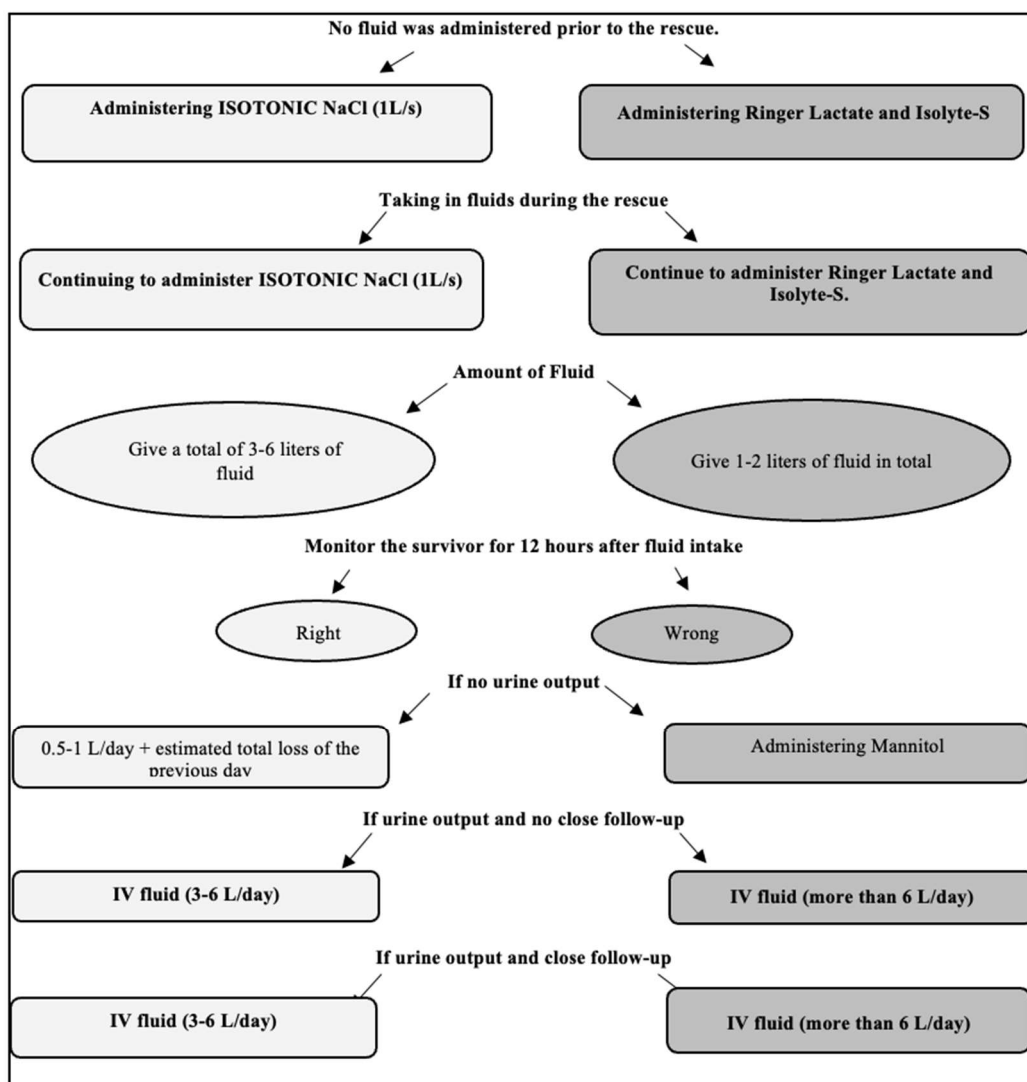 No fluid was administered prior to the rescue.
Administering ISOTONIC NaCl (1L/s)
Administering Ringer Lactate and Isolyte-S
Taking in fluids during the rescue
Continuing to administer ISOTONIC NaCl (1L/s)
Continue to administer Ringer Lactate and
Isolyte-S.
Amount of Fluid
Give a total of 3-6 liters of
fluid
Give 1-2 liters of fluid in total
Monitor the survivor for 12 hours after fluid intake
Right
Wrong
If no urine output
0.5-1 L/day + estimated total loss of the
previous day
Administering Mannitol
If urine output and no close follow-up
IV fluid (3-6 L/day)
IV fluid (more than 6 L/day)
If urine output and close follow-up
IV fluid (3-6 L/day)
IV fluid (more than 6 L/day)